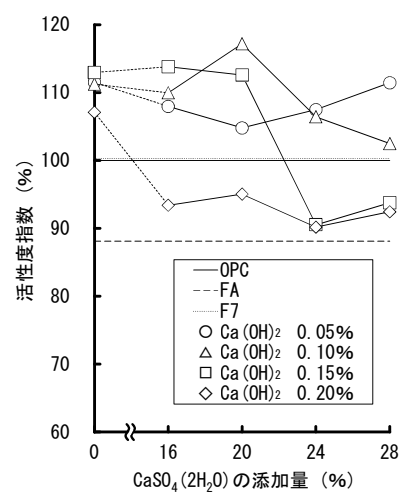 120
110
100
90
80
70
60
活性度指数 (%)
OPC
FA
F7
Ca(OH)₂ 0.05%
Ca(OH)₂ 0.10%
Ca(OH)₂ 0.15%
Ca(OH)₂ 0.20%
0 16 20 24 28
CaSO₄(2H₂O)の添加量 (%)